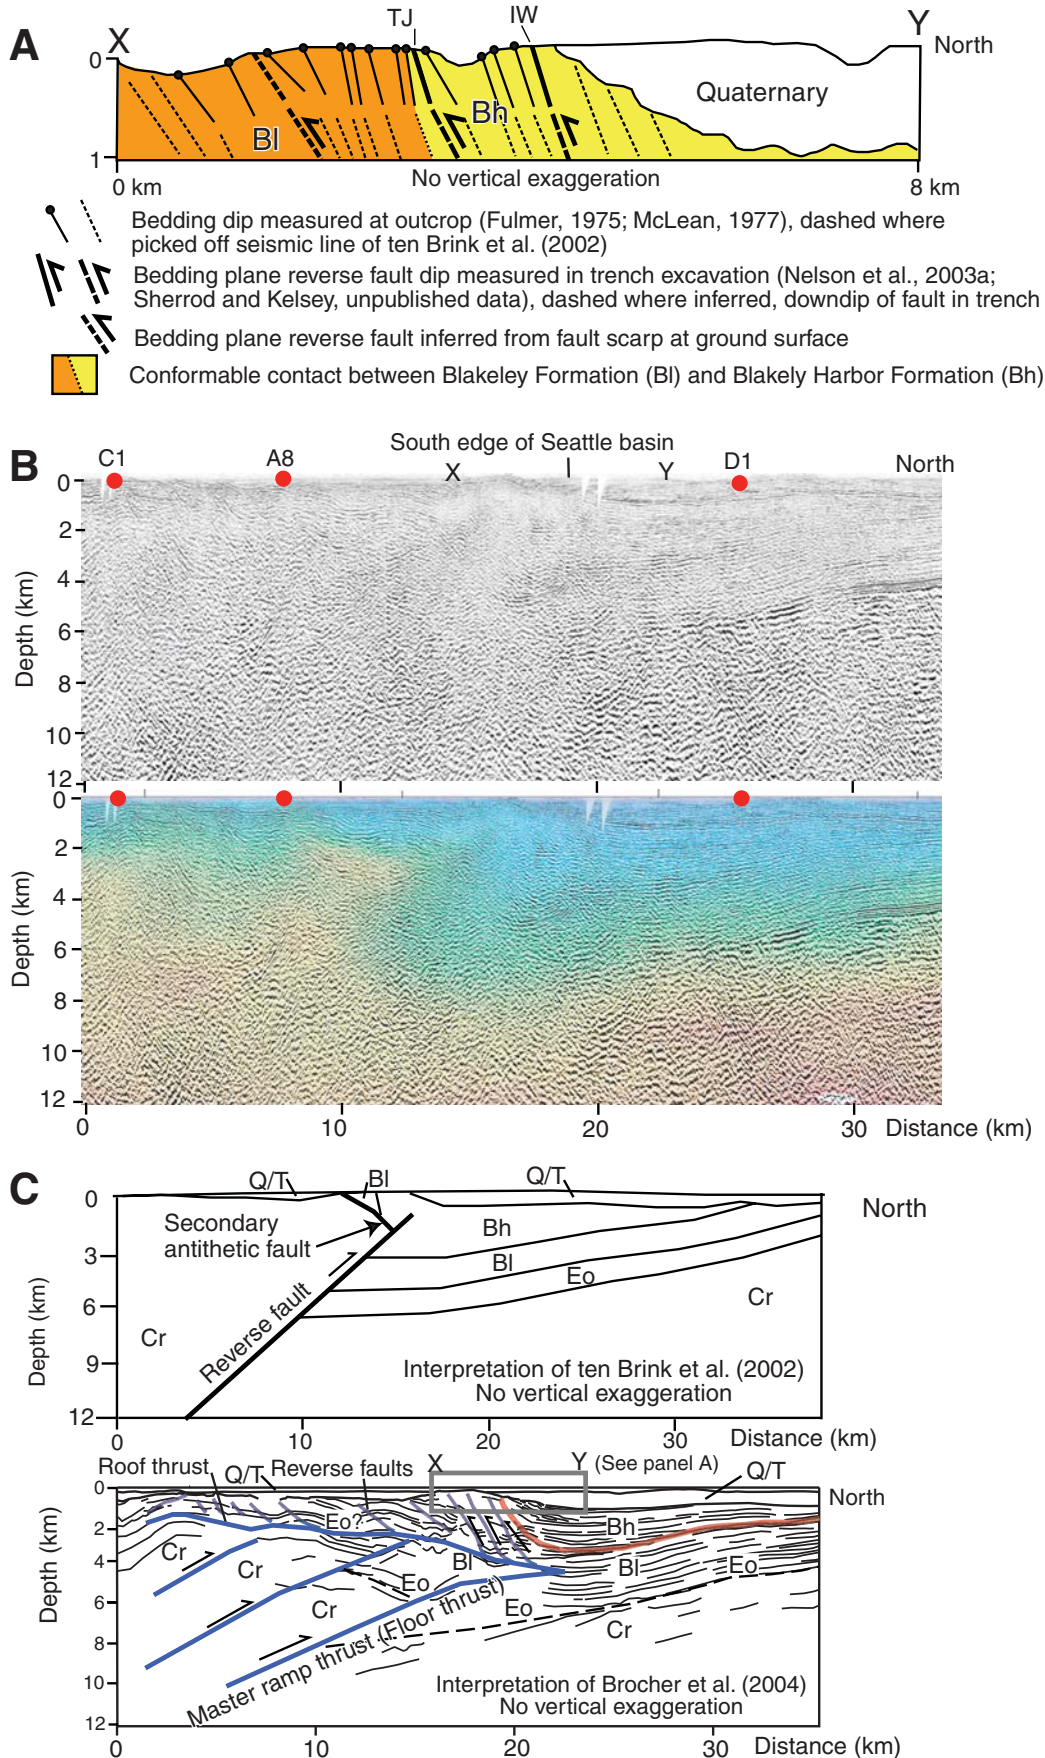 A
X
TJ
IW
Y
North
0
Quaternary
Bl
Bh
1
0 km
No vertical exaggeration
8 km
Bedding dip measured at outcrop (Fulmer, 1975; McLean, 1977), dashed where
picked off seismic line of ten Brink et al. (2002)
Bedding plane reverse fault dip measured in trench excavation (Nelson et al., 2003a;
Sherrod and Kelsey, unpublished data), dashed where inferred, downdip of fault in trench
Bedding plane reverse fault inferred from fault scarp at ground surface
Conformable contact between Blakeley Formation (Bl) and Blakely Harbor Formation (Bh)
B
South edge of Seattle basin
C1
A8
X
Y
D1
North
0
2
4
6
8
10
12
Depth (km)
0
2
4
6
8
10
12
Depth (km)
0
10
20
30
Distance (km)
C
Q/T
Bl
Q/T
North
0
3
6
9
12
Depth (km)
Secondary
antithetic fault
Reverse fault
Bh
Bl
Eo
Cr
Cr
Interpretation of ten Brink et al. (2002)
No vertical exaggeration
0
10
20
30
Distance (km)
X
Y
(See panel A)
Roof thrust
Q/T
Reverse faults
Q/T
North
0
2
4
6
8
10
12
Depth (km)
Eo?
Bh
Cr
Cr
Bl
Bl
Eo
Eo
Cr
Eo
Cr
Master ramp thrust (Floor thrust)
Interpretation of Brocher et al. (2004)
No vertical exaggeration
0
10
20
30
Distance (km)